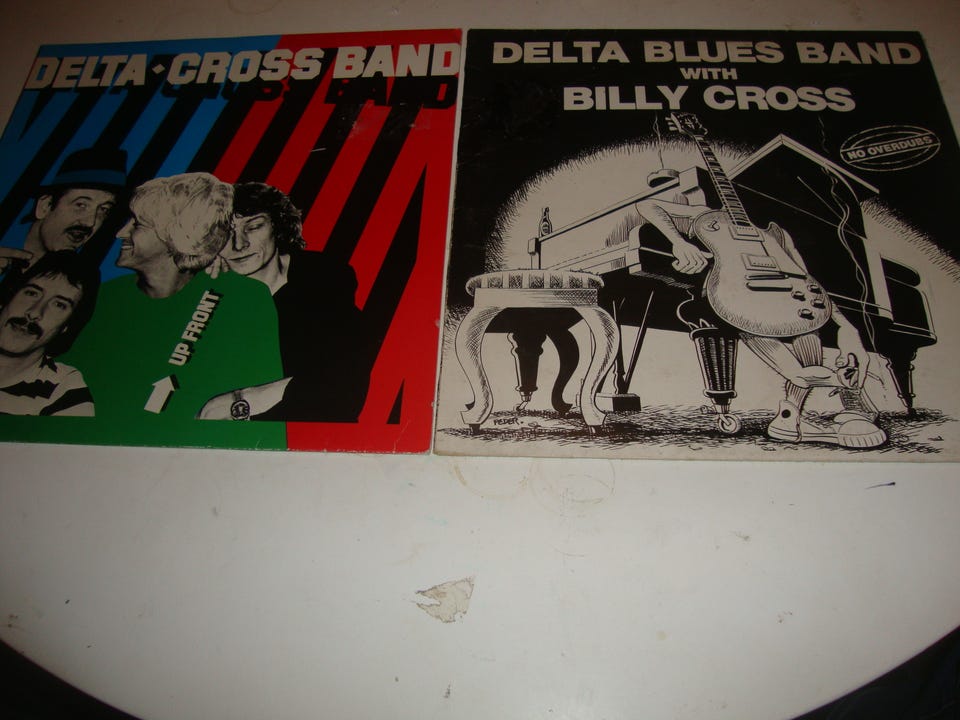 DELTA·CROSS BAND
UP FRONT
DELTA BLUES BAND
WITH
BILLY CROSS
NO OVERDUBS
PEDER.